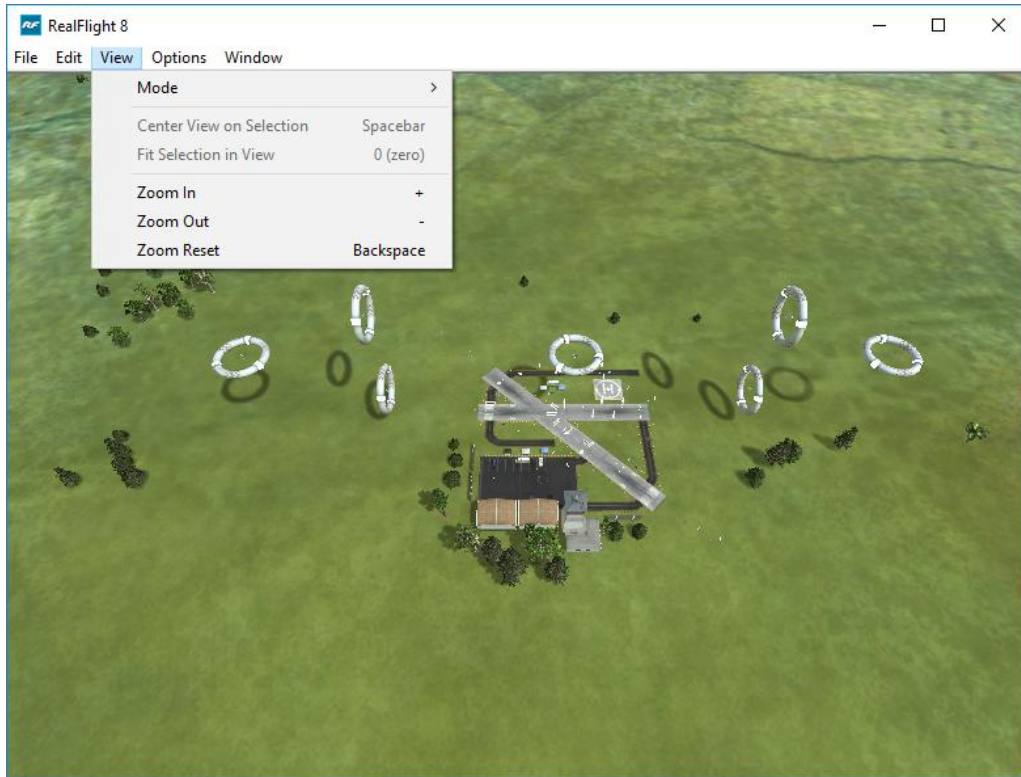 RF RealFlight 8
File Edit View Options Window
Mode >
Center View on Selection Spacebar
Fit Selection in View 0 (zero)
Zoom In +
Zoom Out -
Zoom Reset Backspace
H